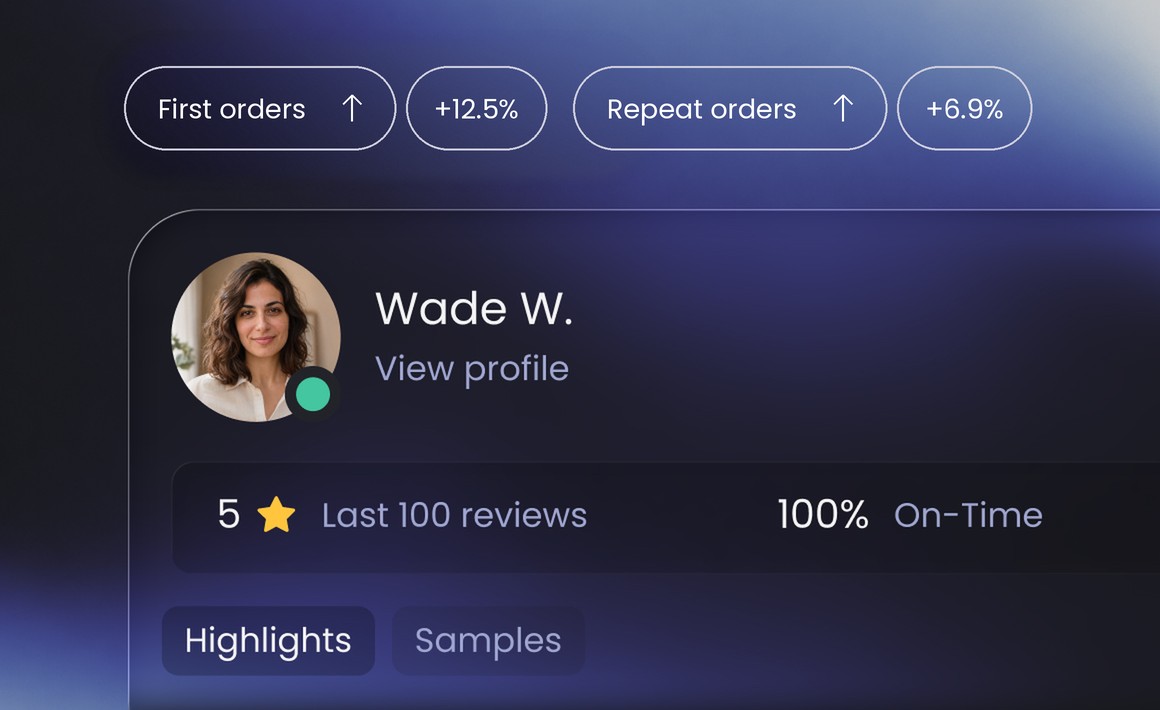 First orders ↑ +12.5% Repeat orders ↑ +6.9%
Wade W.
View profile
5 ⭐ Last 100 reviews 100% On-Time
Highlights Samples